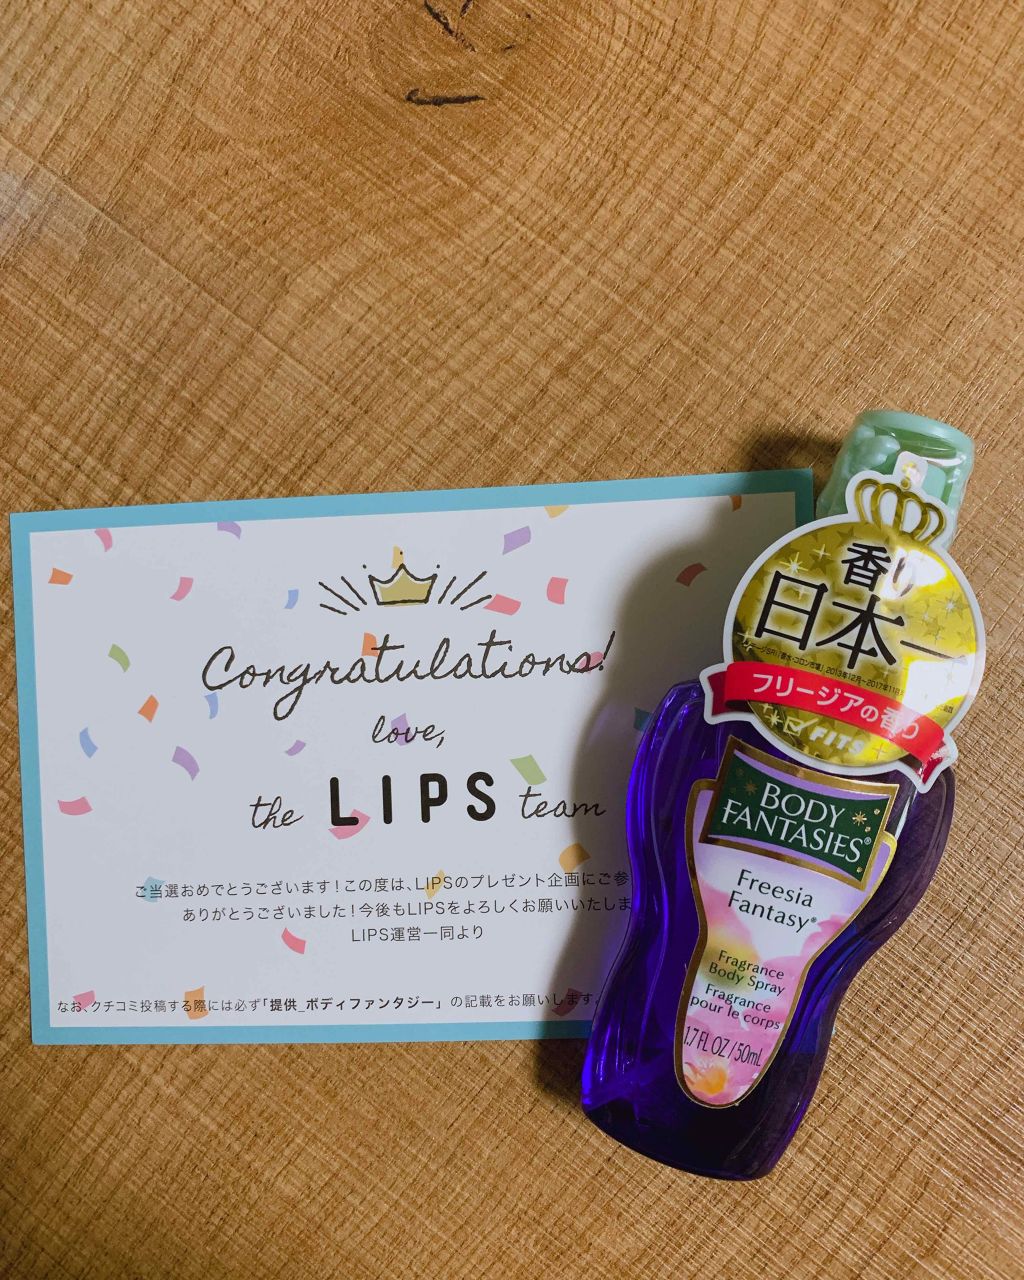 Congratulations!
love,
the LIPS team
ご当選おめでとうございます！この度は、LIPSのプレゼント企画にご参
ありがとうございました！今後もLIPSをよろしくお願いいたしま
LIPS運営一同より
なお、クチコミ投稿する際には必ず「提供_ボディファンタジー」の記載をお願いします。
香り
日本一
フリージアの香り
FITS
BODY
FANTASIES®
Freesia
Fantasy®
Fragrance
Body Spray
Fragrance
pour le corps
1.7 FL OZ / 50mL